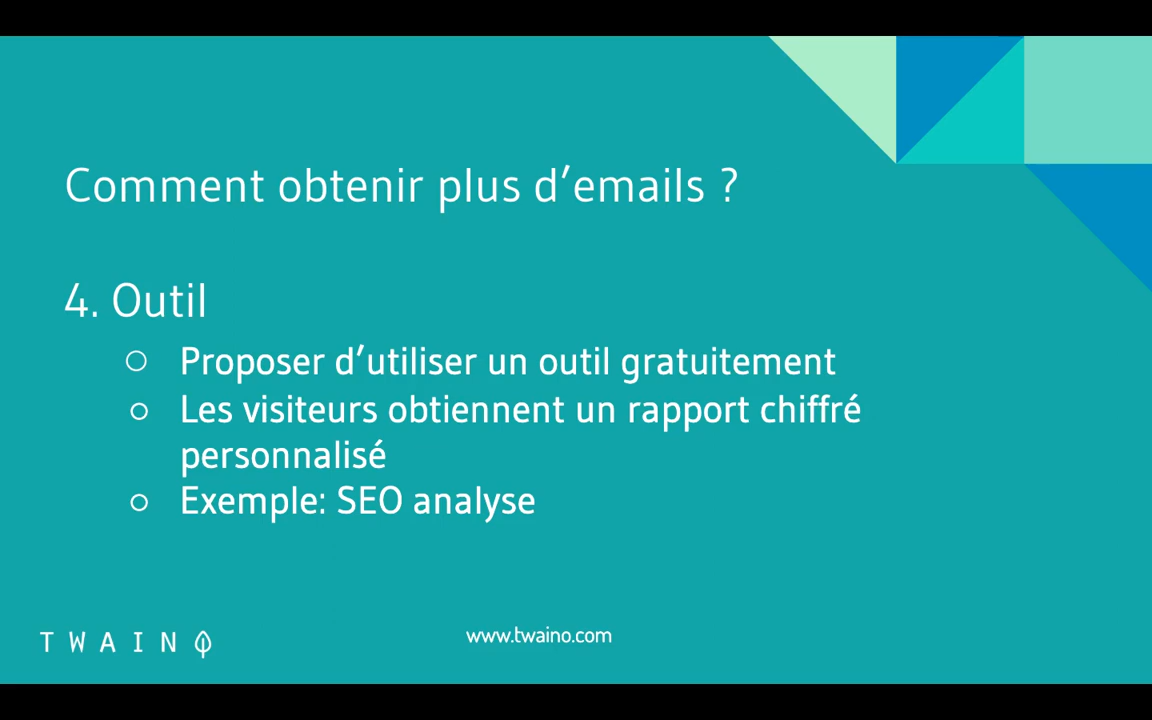 Comment obtenir plus d’emails ?
4. Outil
○ Proposer d’utiliser un outil gratuitement
○ Les visiteurs obtiennent un rapport chiffré
personnalisé
○ Exemple: SEO analyse
TWAINO
www.twaino.com